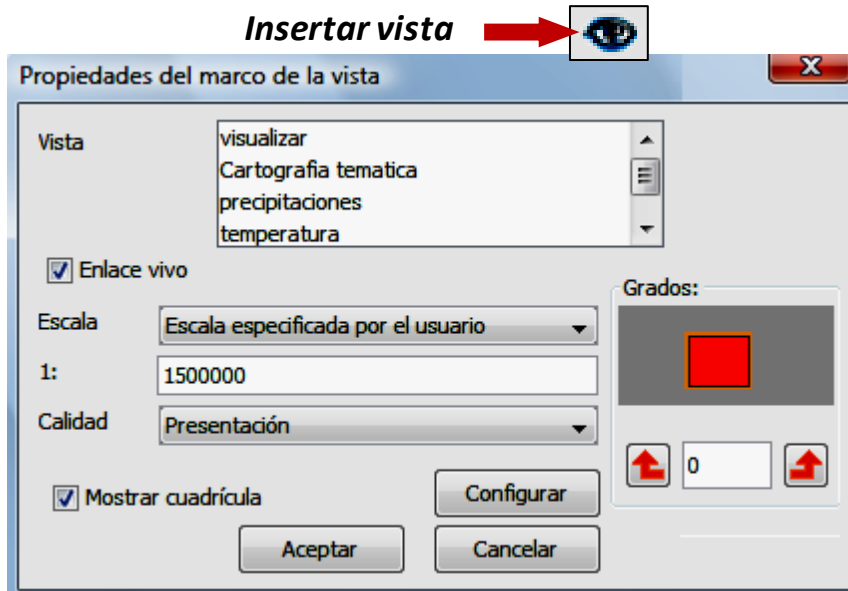 Insertar vista
Propiedades del marco de la vista
X
Vista
visualizar
Cartografia tematica
precipitaciones
temperatura
Enlace vivo
Grados:
Escala
Escala especificada por el usuario
1:
1500000
Calidad
Presentación
0
Mostrar cuadrícula
Configurar
Aceptar
Cancelar